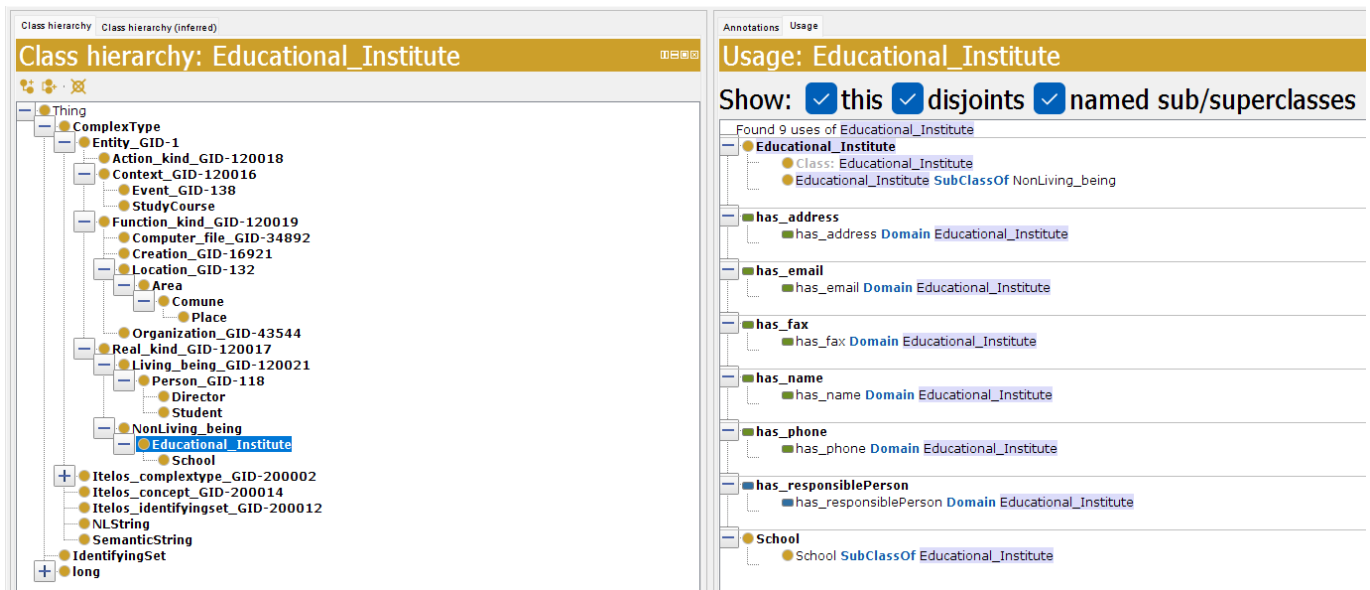 Class hierarchy Class hierarchy (inferred)
Class hierarchy: Educational_Institute
Thing
ComplexType
Entity_GID-1
Action_kind_GID-120018
Context_GID-120016
Event_GID-138
StudyCourse
Function_kind_GID-120019
Computer_file_GID-34892
Creation_GID-16921
Location_GID-132
Area
Comune
Place
Organization_GID-43544
Real_kind_GID-120017
Living_being_GID-120021
Person_GID-118
Director
Student
NonLiving_being
Educational_Institute
School
Itelos_complextype_GID-200002
Itelos_concept_GID-200014
Itelos_identifyingset_GID-200012
NLString
SemanticString
IdentifyingSet
long
Annotations Usage
Usage: Educational_Institute
Show: this disjoints named sub/superclasses
Found 9 uses of Educational_Institute
Educational_Institute
Class: Educational_Institute
Educational_Institute SubClassOf NonLiving_being
has_address
has_address Domain Educational_Institute
has_email
has_email Domain Educational_Institute
has_fax
has_fax Domain Educational_Institute
has_name
has_name Domain Educational_Institute
has_phone
has_phone Domain Educational_Institute
has_responsiblePerson
has_responsiblePerson Domain Educational_Institute
School
School SubClassOf Educational_Institute